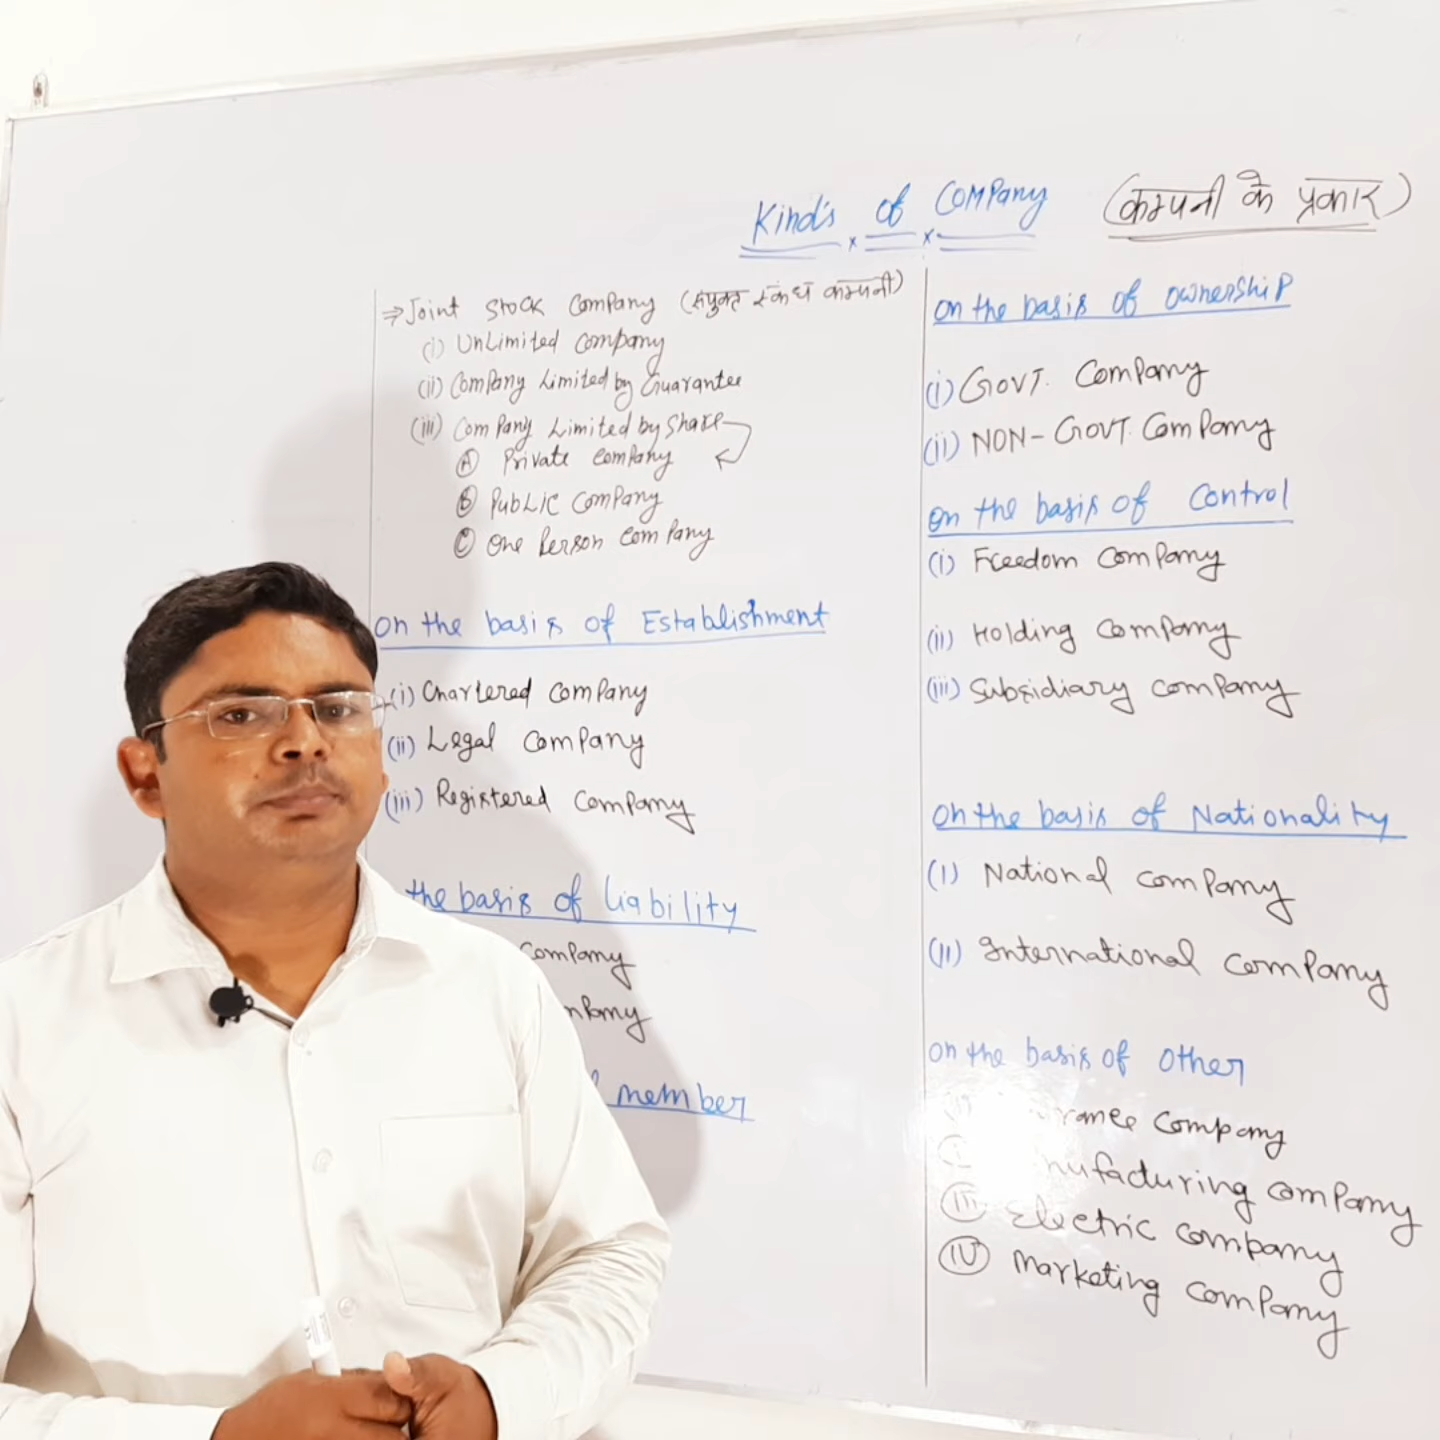 Kind's of Company (कम्पनी के प्रकार)
⇒ Joint Stock Company (संयुक्त स्कंध कम्पनी)
(i) Unlimited Company
(ii) Company Limited by Guarantee
(iii) Company Limited by Share
(A) Private Company
(B) Public Company
(C) One Person Company
on the basis of Establishment
(i) Chartered Company
(ii) Legal Company
(iii) Registered Company
the basis of liability
Company
member
on the basis of ownership
(i) Govt. Company
(ii) NON-Govt. Company
on the basis of Control
(i) Freedom Company
(ii) Holding Company
(iii) Subsidiary Company
on the basis of Nationality
(I) National Company
(II) International Company
on the basis of other
Company
Company
(III) Electric Company
(IV) Marketing Company